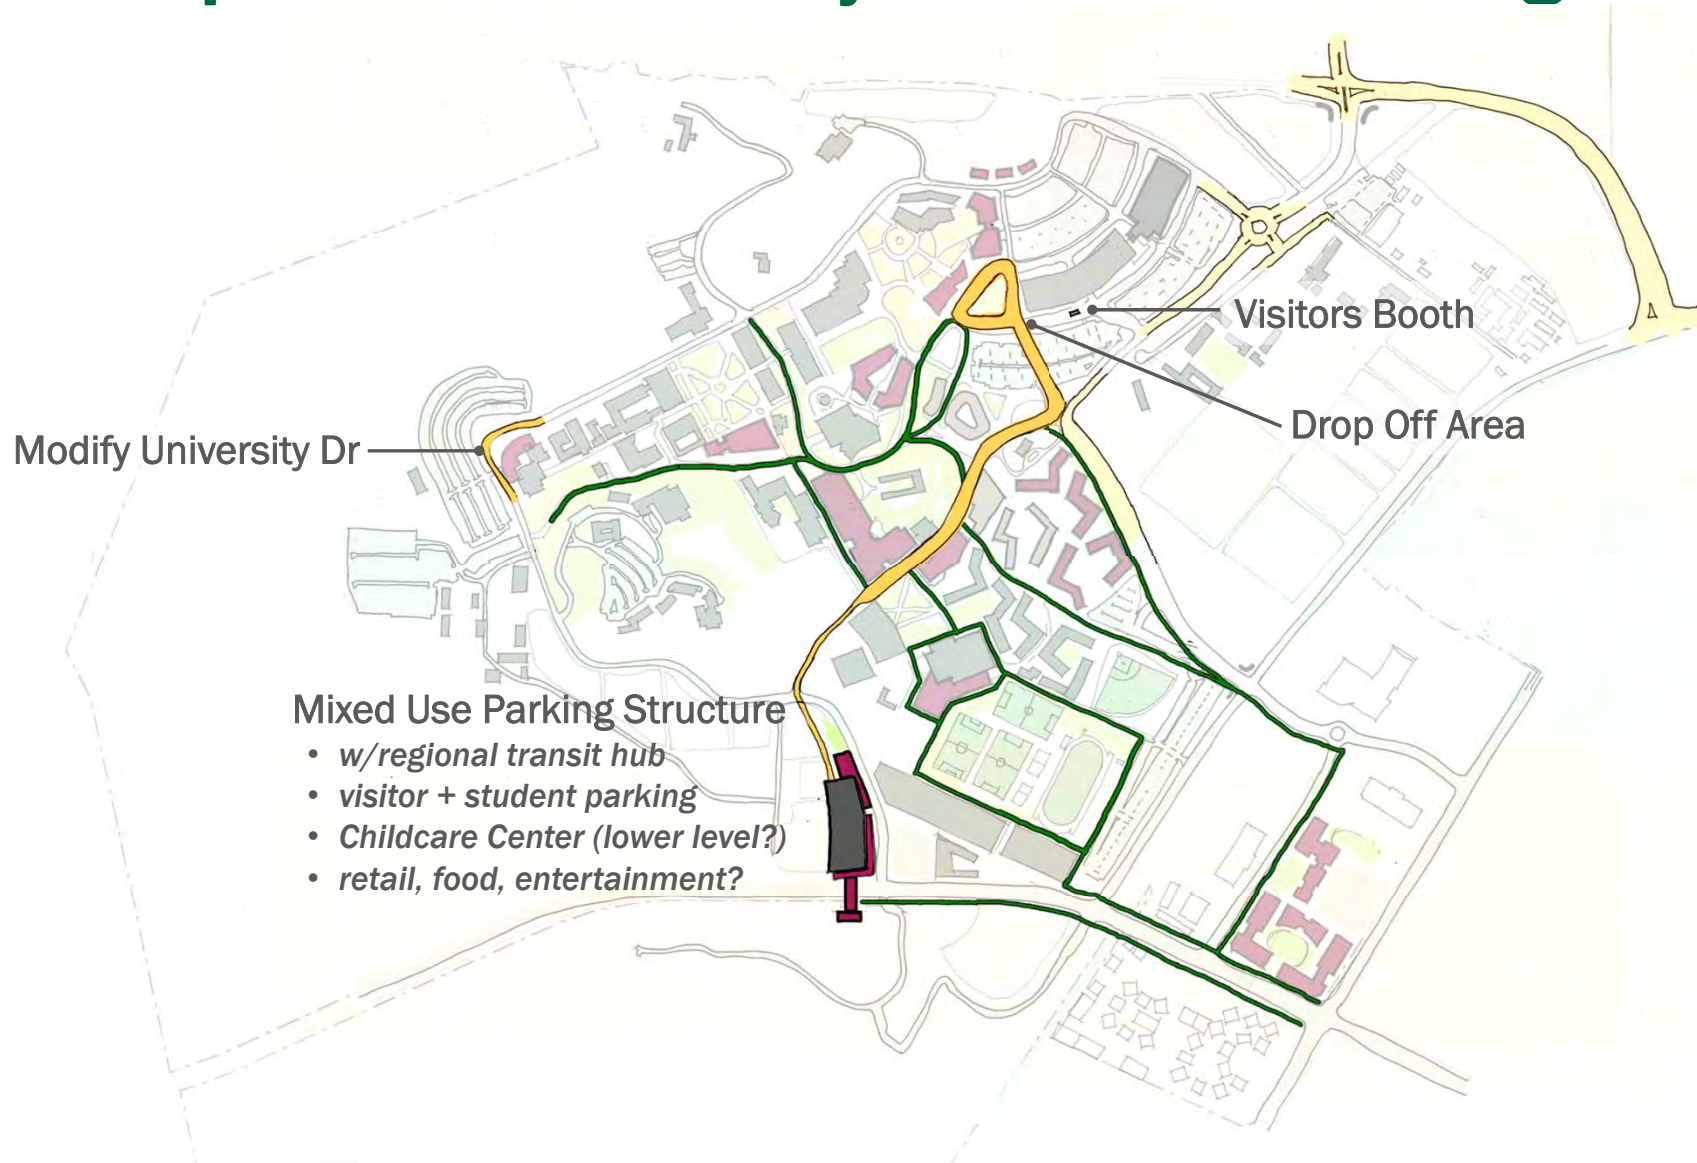 Visitors Booth
Drop Off Area
Modify University Dr
Mixed Use Parking Structure
• w/regional transit hub
• visitor + student parking
• Childcare Center (lower level?)
• retail, food, entertainment?